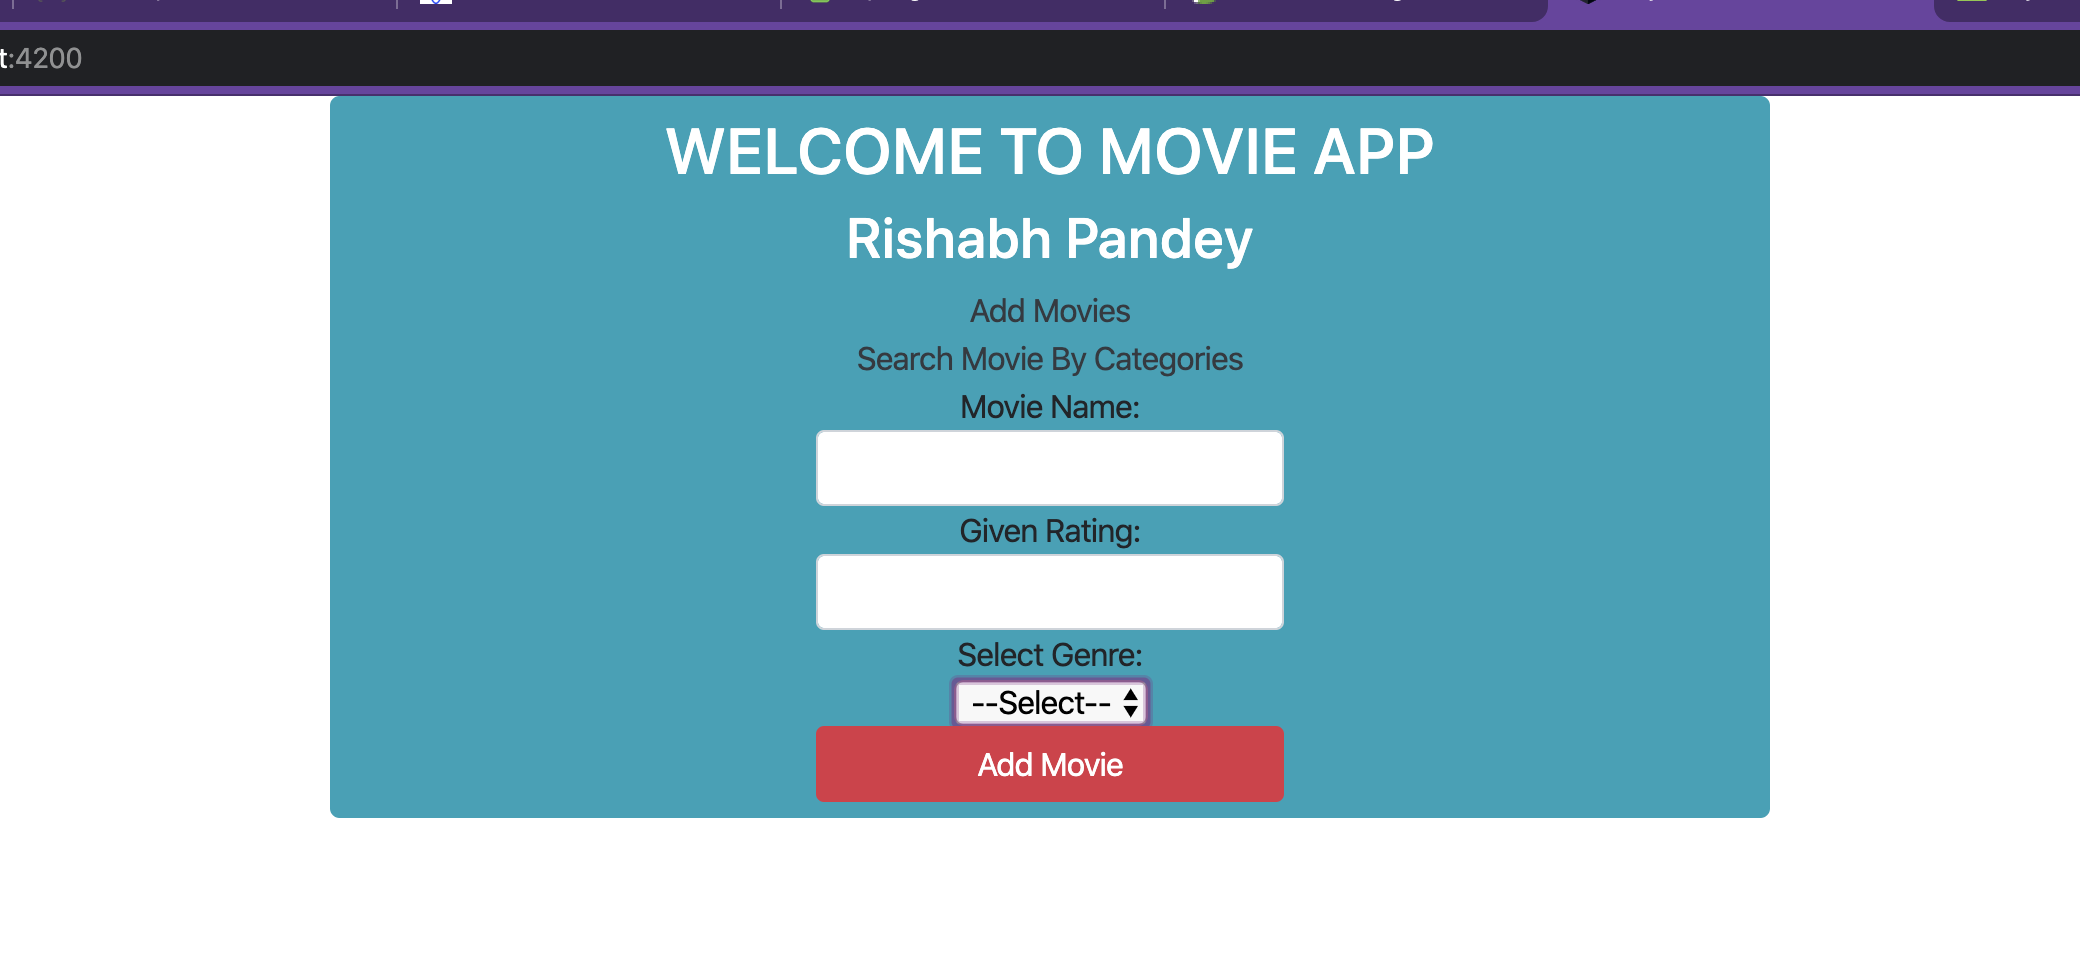 t:4200
WELCOME TO MOVIE APP
Rishabh Pandey
Add Movies
Search Movie By Categories
Movie Name:
Given Rating:
Select Genre:
--Select--
Add Movie